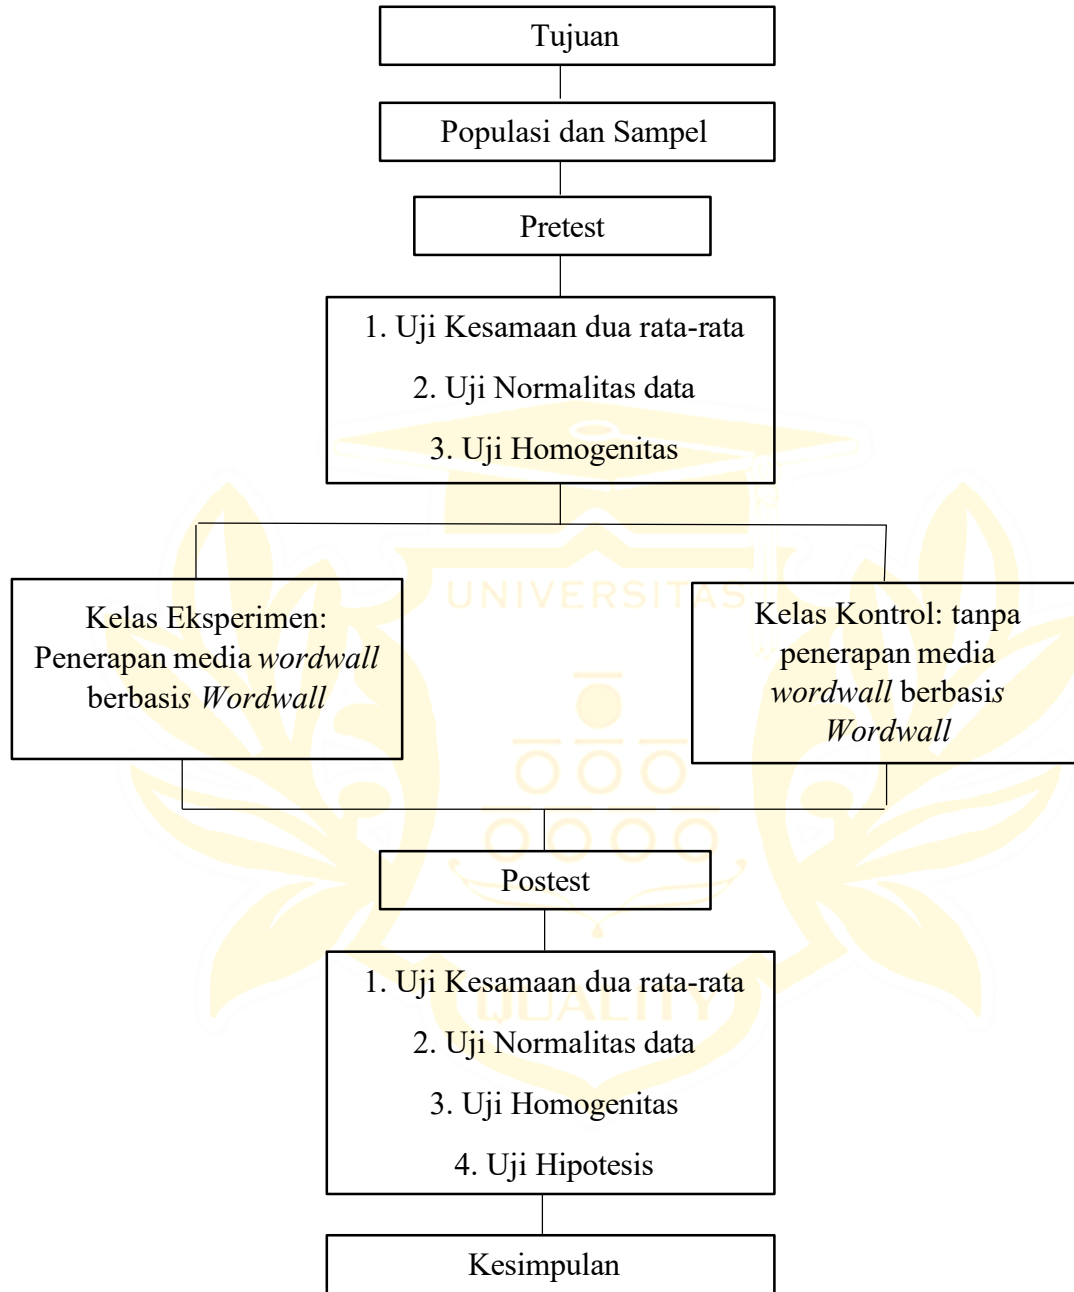 Tujuan
Populasi dan Sampel
Pretest
1. Uji Kesamaan dua rata-rata
2. Uji Normalitas data
3. Uji Homogenitas
UNIVERSITAS
Kelas Eksperimen:
Penerapan media wordwall
berbasis Wordwall
Kelas Kontrol: tanpa
penerapan media
wordwall berbasis
Wordwall
Postest
1. Uji Kesamaan dua rata-rata
QUALITY
2. Uji Normalitas data
3. Uji Homogenitas
4. Uji Hipotesis
Kesimpulan